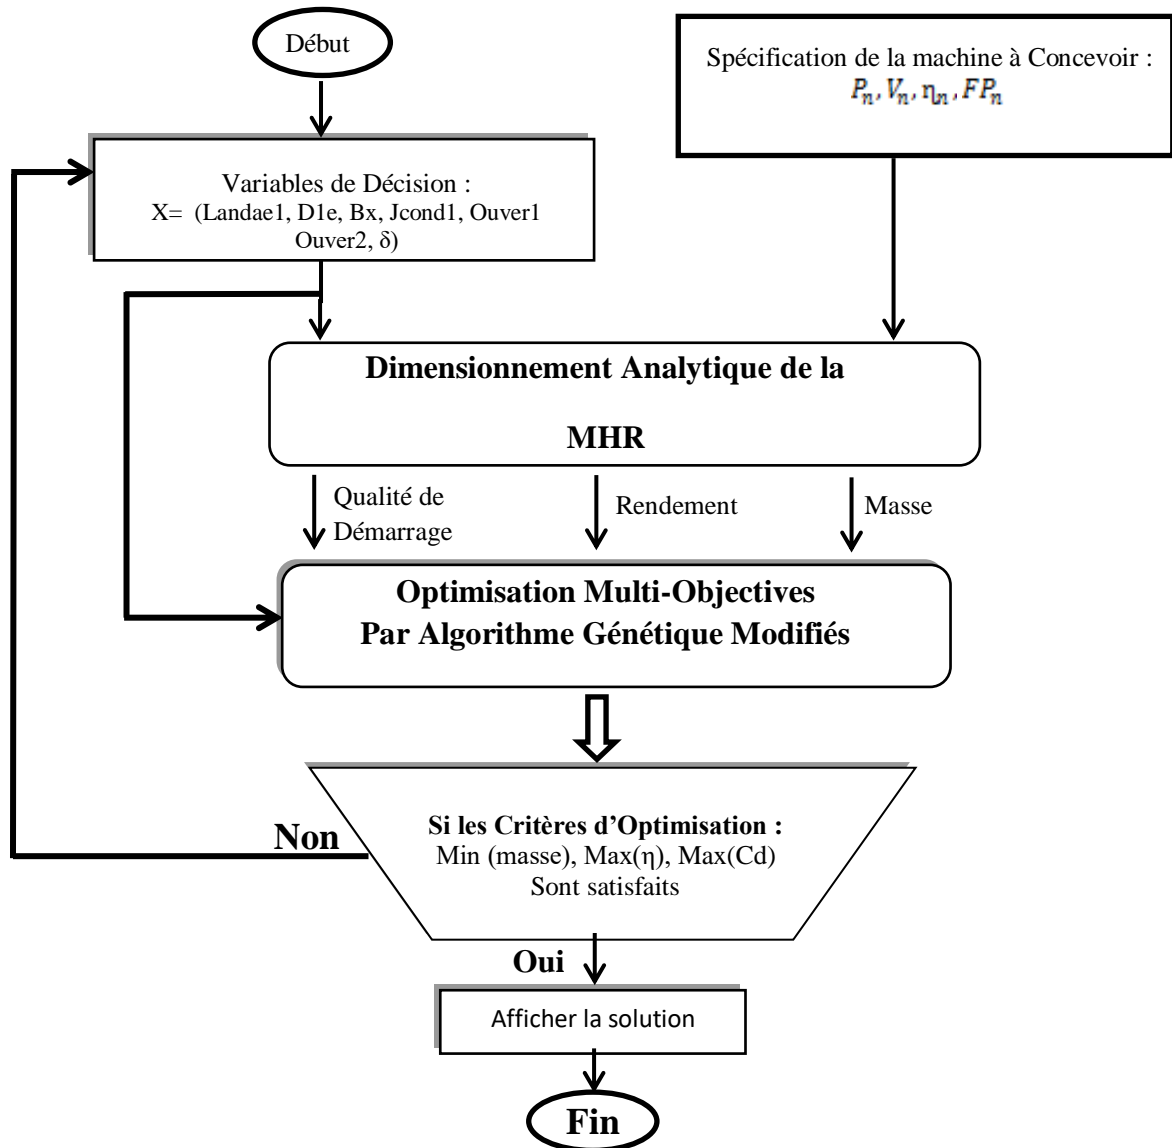 Début
Spécification de la machine à Concevoir :
Pn, Vn, ηn, FPn
Variables de Décision :
X= (Landae1, D1e, Bx, Jcond1, Ouver1
Ouver2, δ)
Dimensionnement Analytique de la
MHR
Qualité de
Démarrage
Rendement
Masse
Optimisation Multi-Objectives
Par Algorithme Génétique Modifiés
Non
Si les Critères d’Optimisation :
Min (masse), Max(η), Max(Cd)
Sont satisfaits
Oui
Afficher la solution
Fin